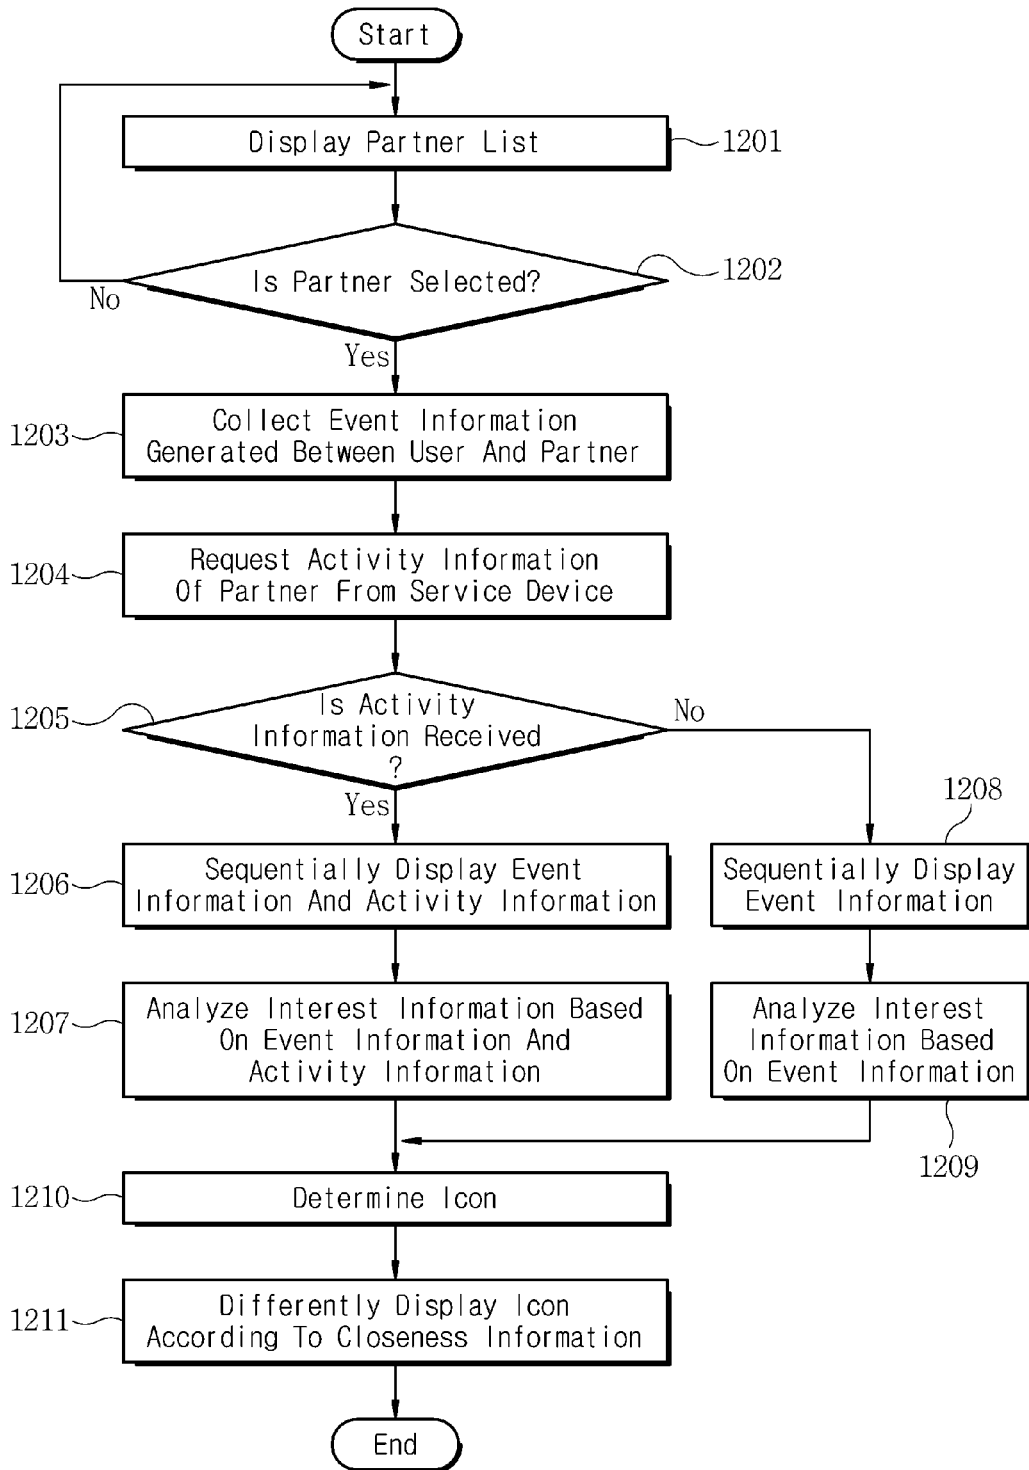 Start
Display Partner List
1201
Is Partner Selected?
1202
No
Yes
1203
Collect Event Information
Generated Between User And Partner
1204
Request Activity Information
Of Partner From Service Device
1205
Is Activity
Information Received
?
No
Yes
1208
1206
Sequentially Display Event
Information And Activity Information
Sequentially Display
Event Information
1207
Analyze Interest Information Based
On Event Information And
Activity Information
Analyze Interest
Information Based
On Event Information
1209
1210
Determine Icon
1211
Differently Display Icon
According To Closeness Information
End